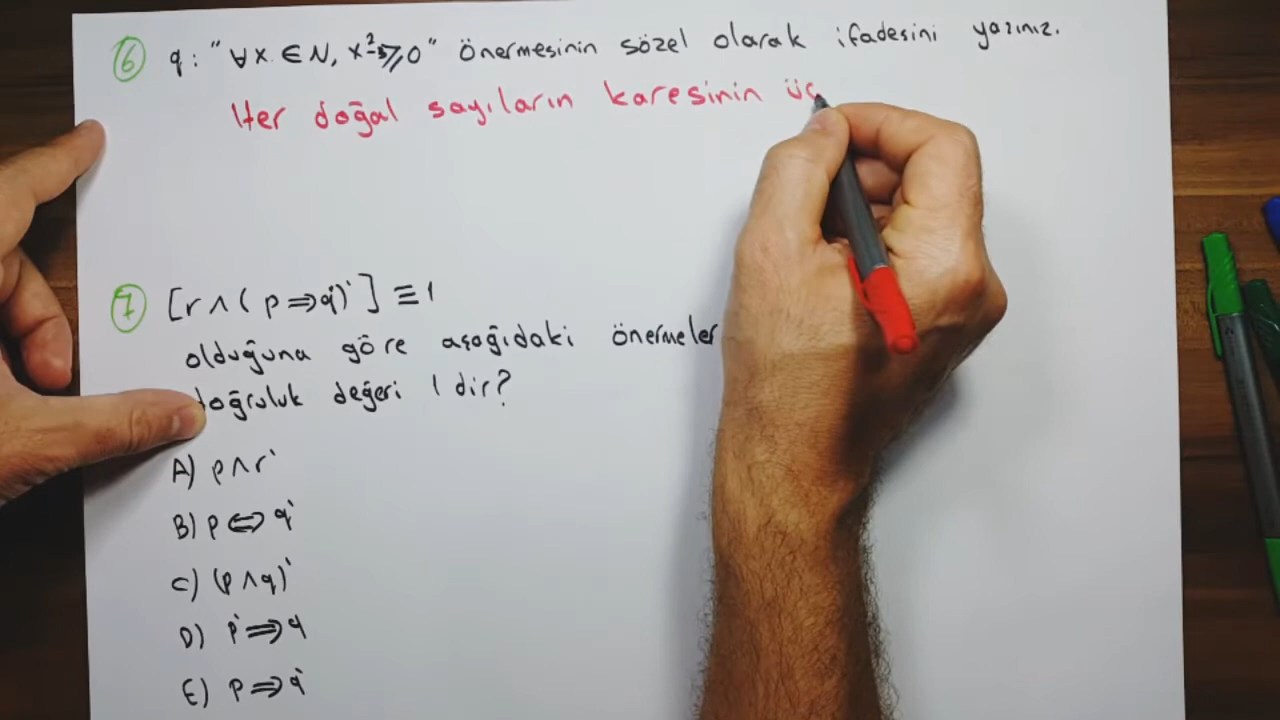 6 q: "∀x ∈ N, x²-3≥0" önermesinin sözel olarak ifadesini yazınız.
Her doğal sayıların karesinin üç
7 [r ∧ (p ⇒ q')'] ≡ 1
olduğuna göre aşağıdaki önermeler
doğruluk değeri 1 dir?
A) p ∧ r'
B) p ⇔ q'
C) (p ∧ q)'
D) p' ⇒ q
E) p ⇒ q'